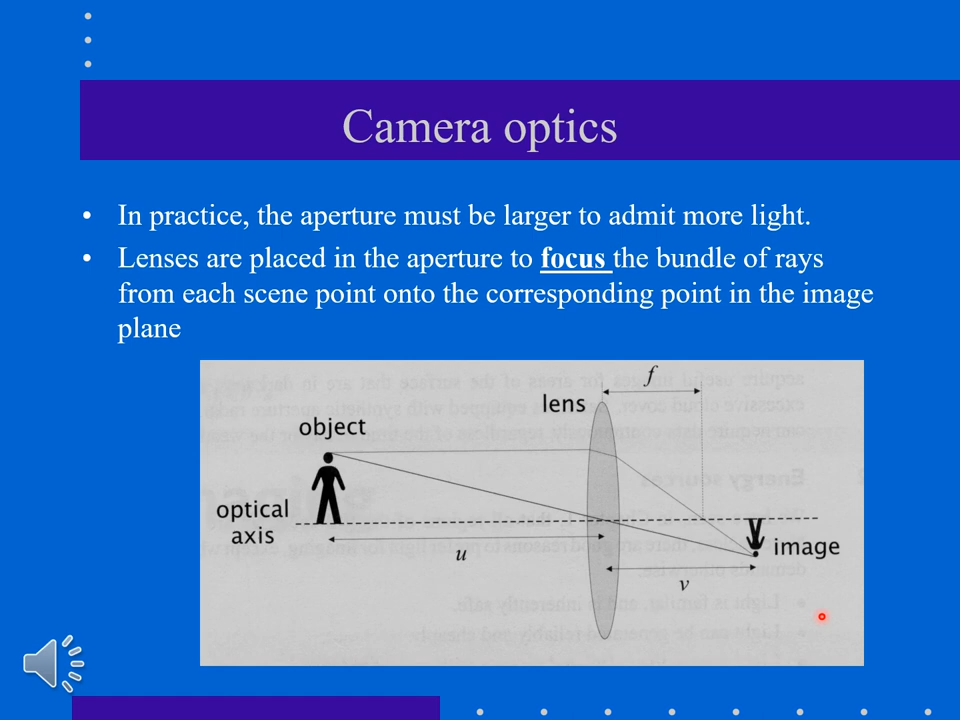 Camera optics
• In practice, the aperture must be larger to admit more light.
• Lenses are placed in the aperture to focus the bundle of rays
from each scene point onto the corresponding point in the image
plane
f
lens
object
optical
axis
u
image
v